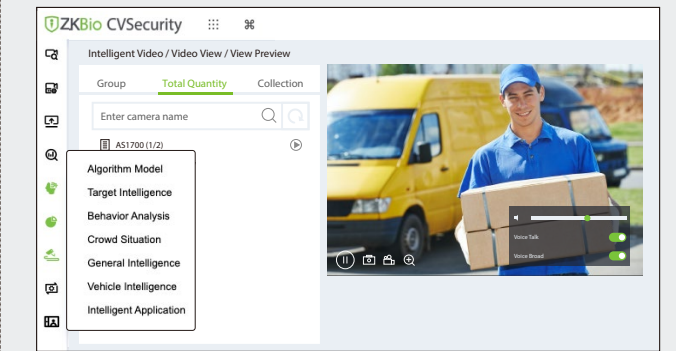 ZKBio CVSecurity
Intelligent Video / Video View / View Preview
Group Total Quantity Collection
Enter camera name
AS1700 (1/2)
Algorithm Model
Target Intelligence
Behavior Analysis
Crowd Situation
General Intelligence
Vehicle Intelligence
Intelligent Application
Voice Talk
Voice Broad